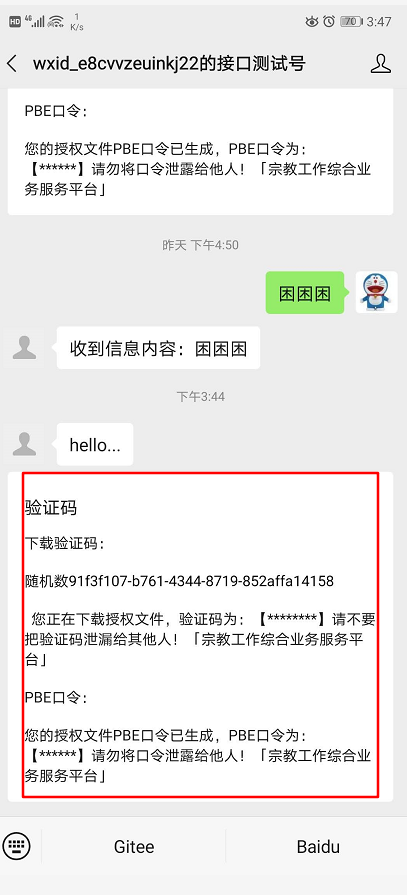 HD 4G 1 K/s 70 3:47
wxid_e8cvvzeuinkj22的接口测试号
PBE口令：
您的授权文件PBE口令已生成，PBE口令为：
【******】请勿将口令泄露给他人！「宗教工作综合业
务服务平台」
昨天 下午4:50
困困困
收到信息内容：困困困
下午3:44
hello...
验证码
下载验证码：
随机数91f3f107-b761-4344-8719-852affa14158
您正在下载授权文件，验证码为：【********】请不要
把验证码泄漏给其他人！「宗教工作综合业务服务平
台」
PBE口令：
您的授权文件PBE口令已生成，PBE口令为：
【******】请勿将口令泄露给他人！「宗教工作综合业
务服务平台」
Gitee
Baidu